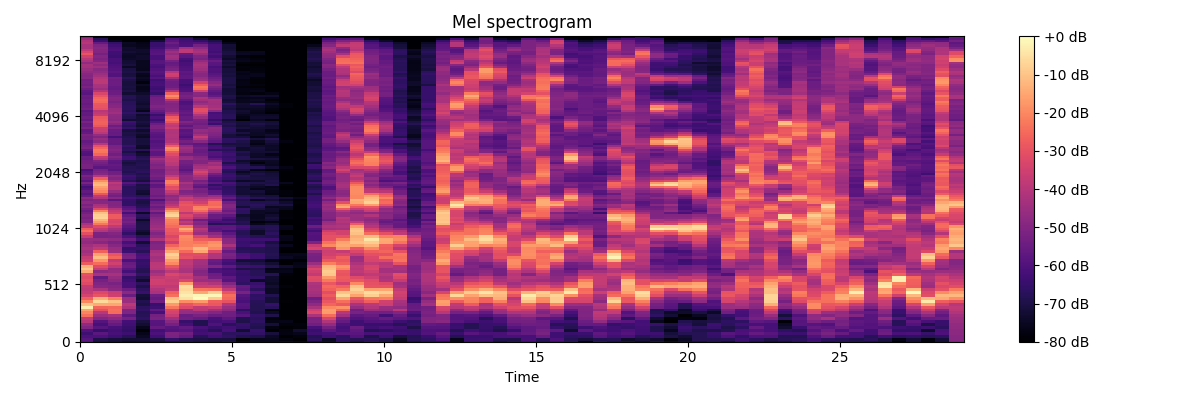 Mel spectrogram
+0 dB
8192
-10 dB
4096
-20 dB
-30 dB
Hz
2048
-40 dB
1024
-50 dB
512
-60 dB
-70 dB
0
-80 dB
0 5 10 15 20 25
Time